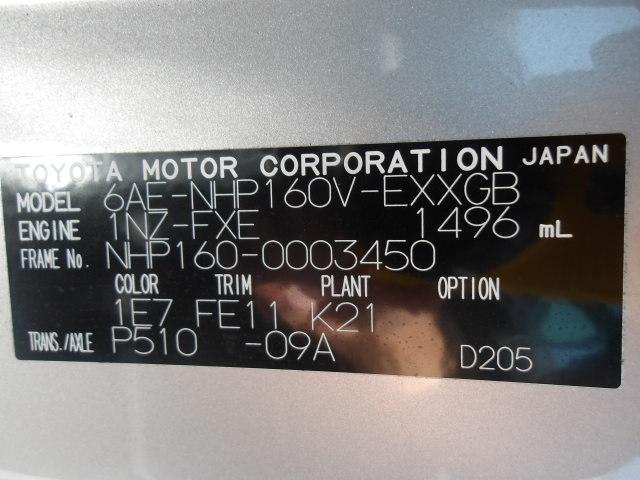 TOYOTA MOTOR CORPORATION JAPAN
MODEL 6AE-NHP160V-EXXGB
ENGINE 1NZ-FXE 1496 mL
FRAME No. NHP160-0003450
COLOR TRIM PLANT OPTION
1E7 FE11 K21
TRANS./AXLE P510 -09A D205